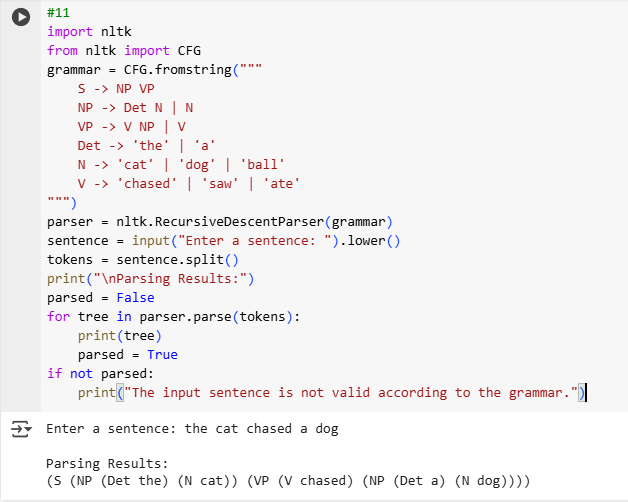 #11
import nltk
from nltk import CFG
grammar = CFG.fromstring("""
    S -> NP VP
    NP -> Det N | N
    VP -> V NP | V
    Det -> 'the' | 'a'
    N -> 'cat' | 'dog' | 'ball'
    V -> 'chased' | 'saw' | 'ate'
""")
parser = nltk.RecursiveDescentParser(grammar)
sentence = input("Enter a sentence: ").lower()
tokens = sentence.split()
print("\nParsing Results:")
parsed = False
for tree in parser.parse(tokens):
    print(tree)
    parsed = True
if not parsed:
    print("The input sentence is not valid according to the grammar.")
Enter a sentence: the cat chased a dog
Parsing Results:
(S (NP (Det the) (N cat)) (VP (V chased) (NP (Det a) (N dog))))